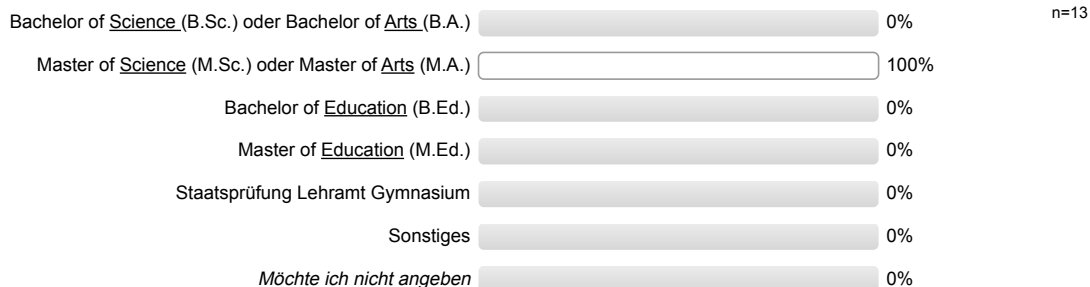 Bachelor of Science (B.Sc.) oder Bachelor of Arts (B.A.) 0% n=13
Master of Science (M.Sc.) oder Master of Arts (M.A.) 100%
Bachelor of Education (B.Ed.) 0%
Master of Education (M.Ed.) 0%
Staatsprüfung Lehramt Gymnasium 0%
Sonstiges 0%
Möchte ich nicht angeben 0%